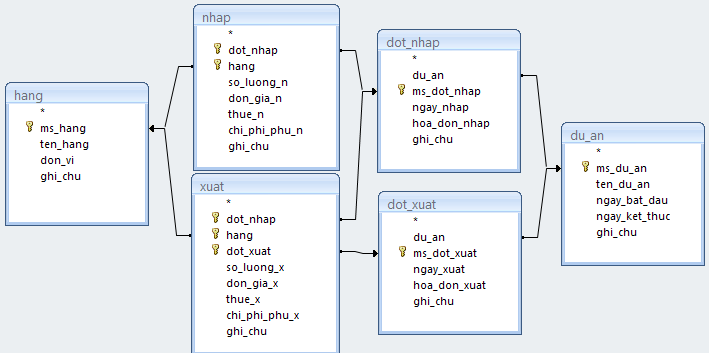 hang
*
ms_hang
ten_hang
don_vi
ghi_chu
nhap
*
dot_nhap
hang
so_luong_n
don_gia_n
thue_n
chi_phi_phu_n
ghi_chu
xuat
*
dot_nhap
hang
dot_xuat
so_luong_x
don_gia_x
thue_x
chi_phi_phu_x
ghi_chu
dot_nhap
*
du_an
ms_dot_nhap
ngay_nhap
hoa_don_nhap
ghi_chu
dot_xuat
*
du_an
ms_dot_xuat
ngay_xuat
hoa_don_xuat
ghi_chu
du_an
*
ms_du_an
ten_du_an
ngay_bat_dau
ngay_ket_thuc
ghi_chu